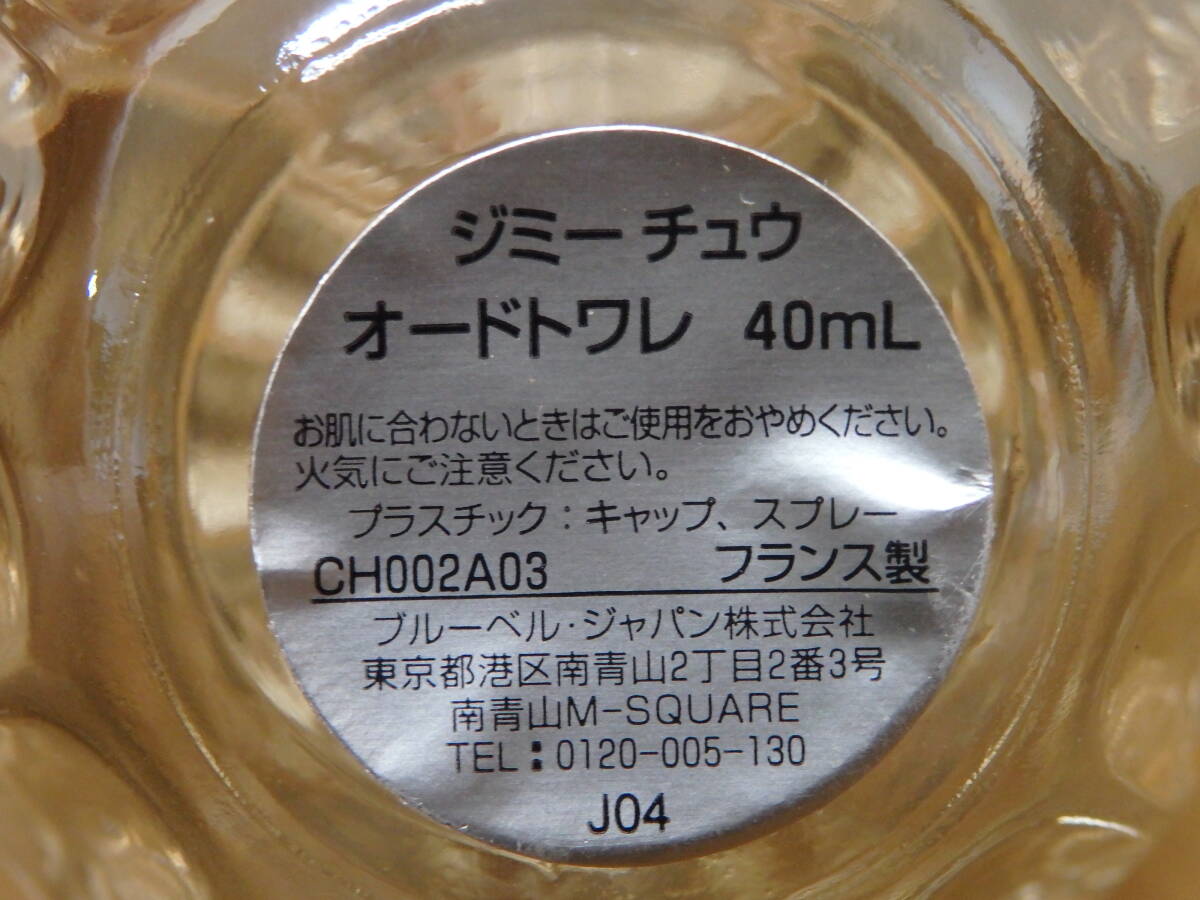 ジミー チュウ
オードトワレ 40mL
お肌に合わないときはご使用をおやめください。
火気にご注意ください。
プラスチック：キャップ、スプレー
CH002A03 フランス製
ブルーベル・ジャパン株式会社
東京都港区南青山2丁目2番3号
南青山M-SQUARE
TEL：0120-005-130
J04